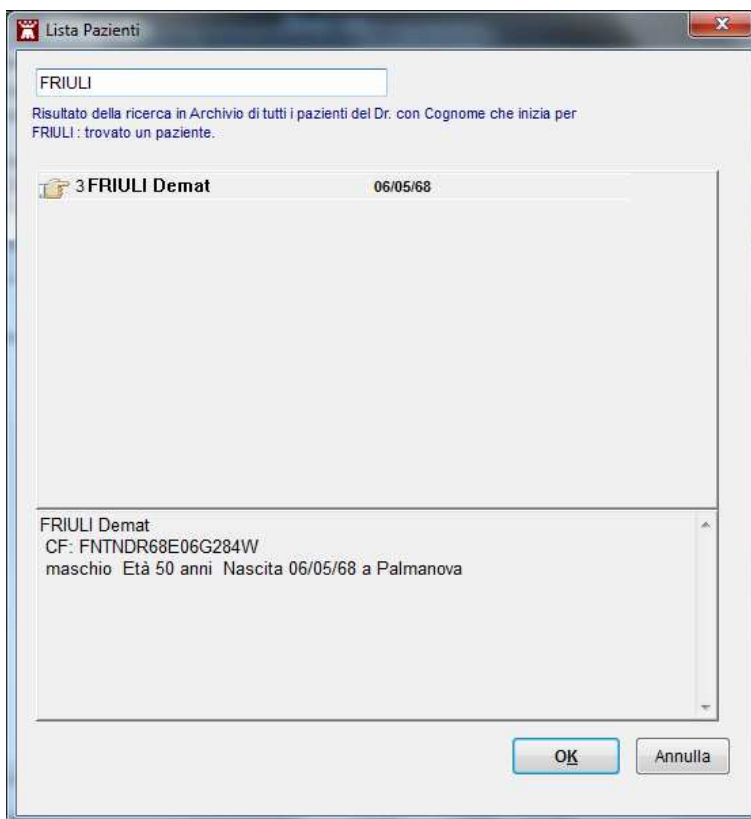 Lista Pazienti
FRIULI
Risultato della ricerca in Archivio di tutti i pazienti del Dr. con Cognome che inizia per
FRIULI : trovato un paziente.
3 FRIULI Demat 06/05/68
FRIULI Demat
CF: FNTNDR68E06G284W
maschio Età 50 anni Nascita 06/05/68 a Palmanova
OK Annulla